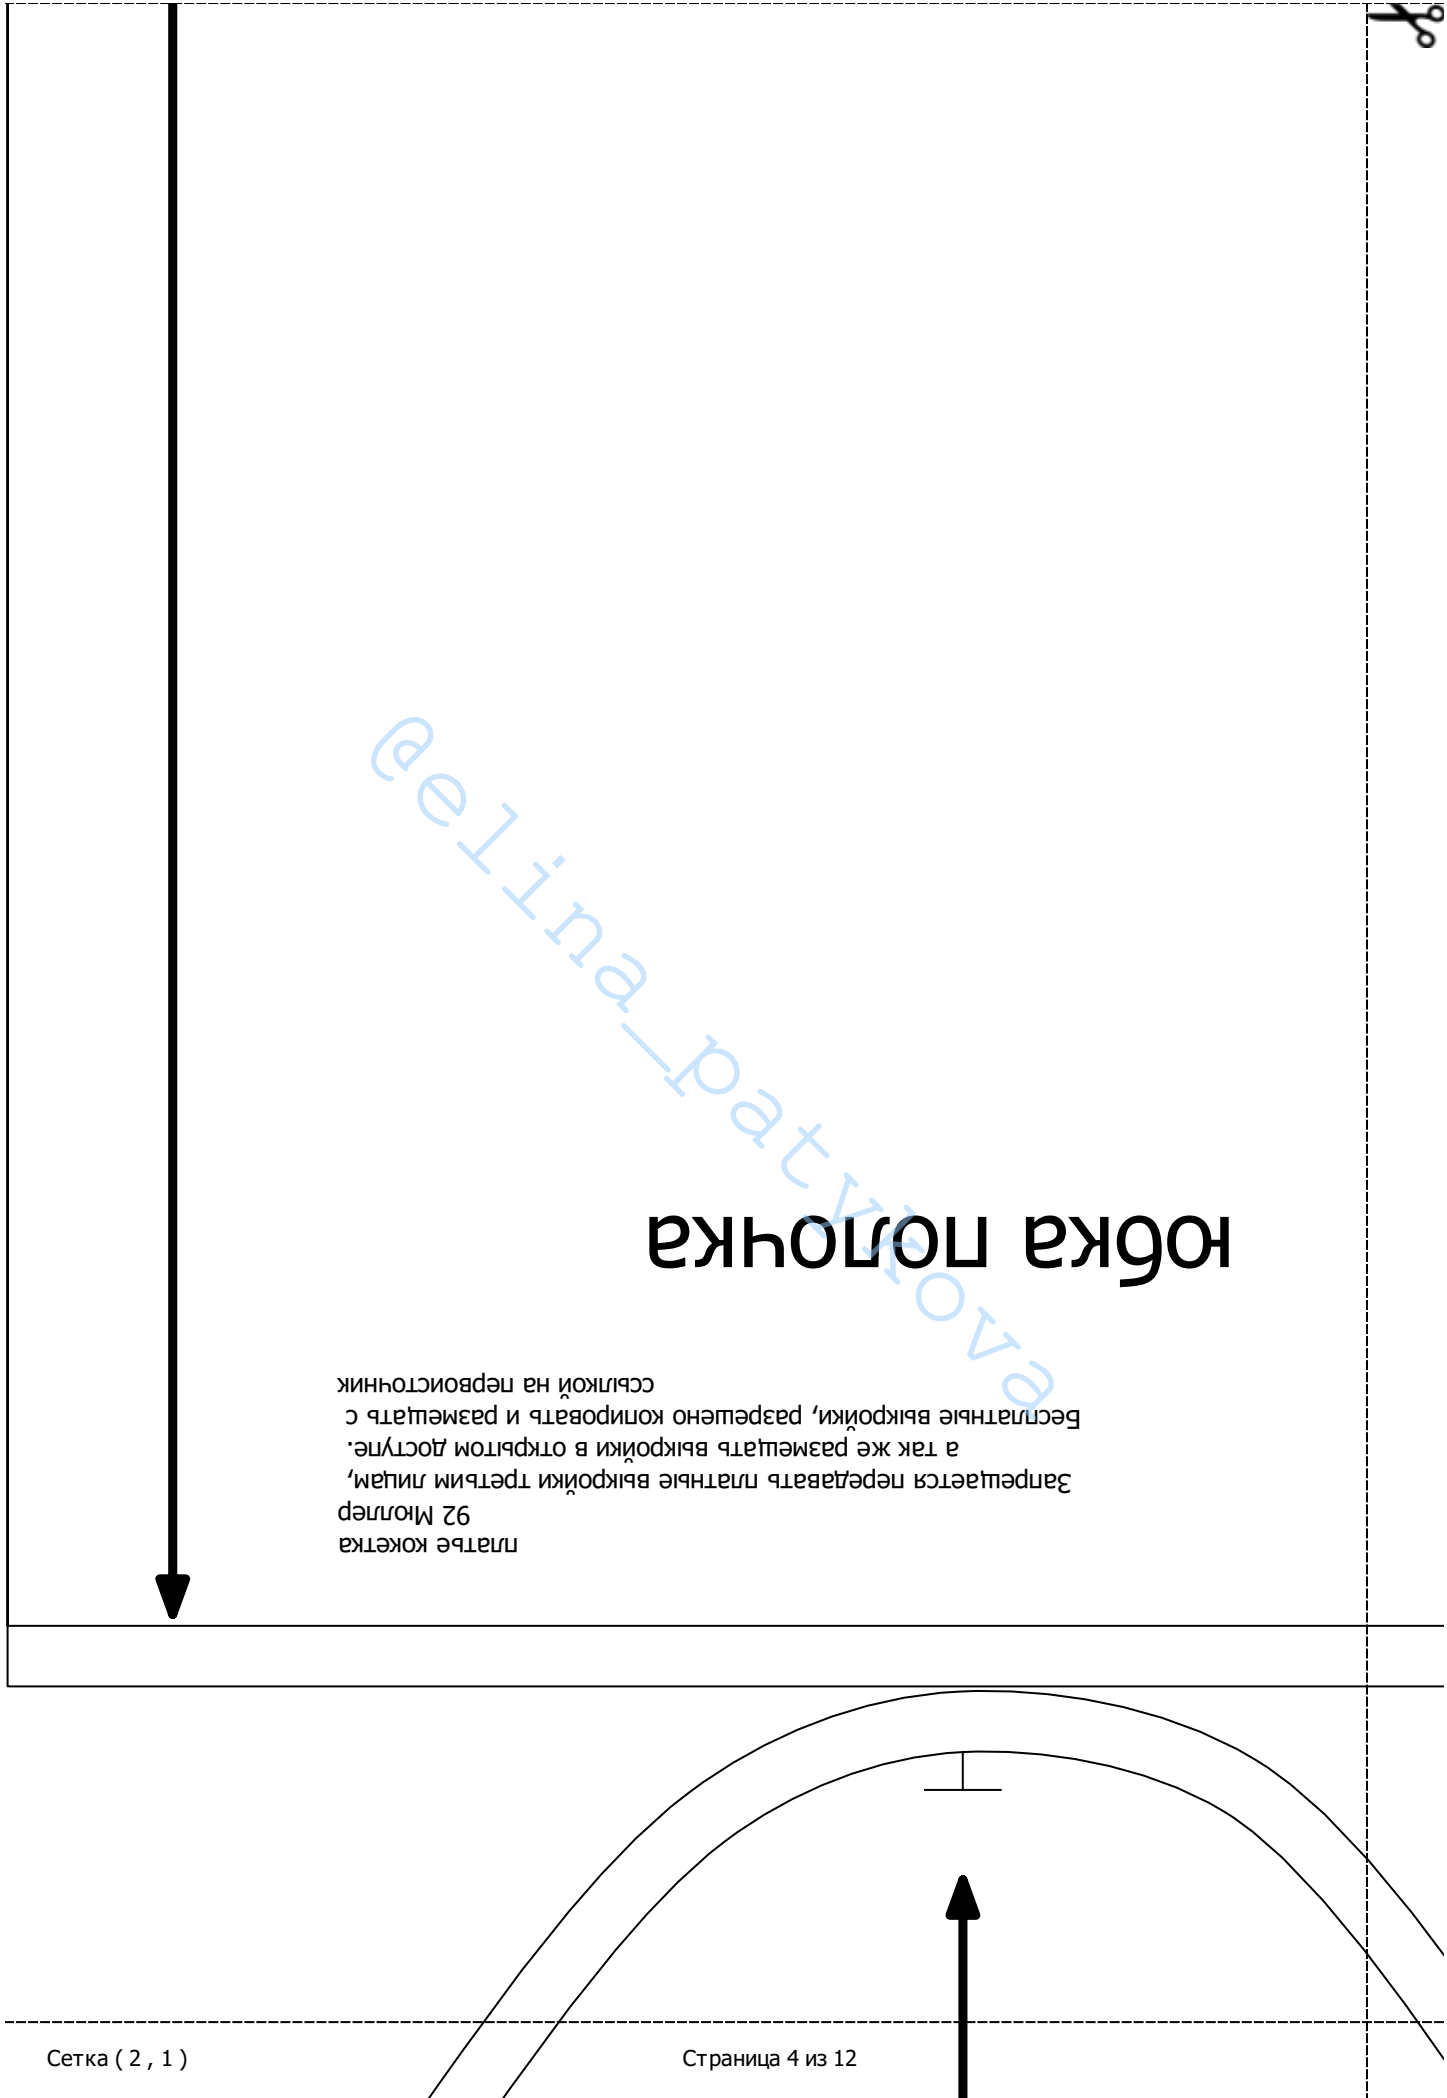 @elina_patykova
юбка полочка
платье кокетка
92 Мюллер
Запрещается передавать платные выкройки третьим лицам,
а так же размещать выкройки в открытом доступе.
Бесплатные выкройки, разрешено копировать и размещать с
ссылкой на первоисточник
Сетка ( 2 , 1 )
Страница 4 из 12